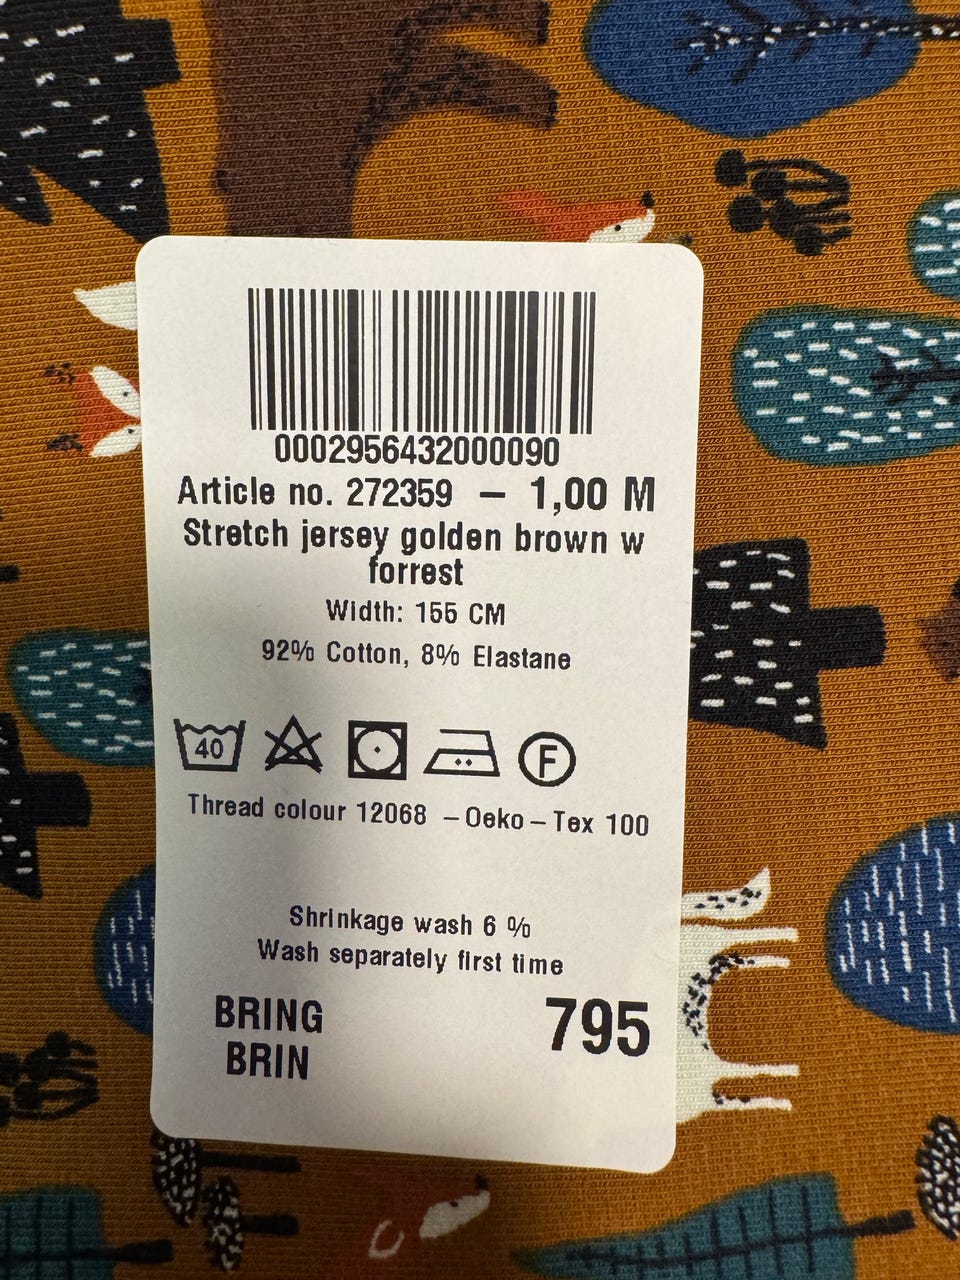 0002956432000090
Article no. 272359 – 1,00 M
Stretch jersey golden brown w
forrest
Width: 155 CM
92% Cotton, 8% Elastane
40 F
Thread colour 12068 – Oeko – Tex 100
Shrinkage wash 6 %
Wash separately first time
BRING 795
BRIN